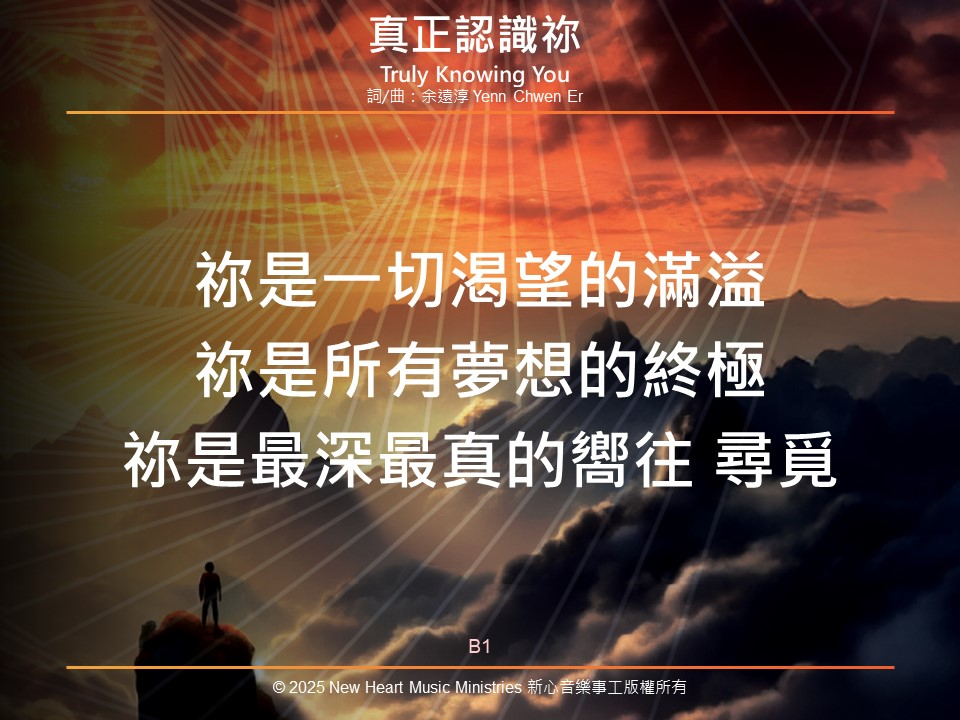 真正認識祢
Truly Knowing You
詞/曲：余遠淳 Yenn Chwen Er
祢是一切渴望的滿溢
祢是所有夢想的終極
祢是最深最真的嚮往 尋覓
B1
© 2025 New Heart Music Ministries 新心音樂事工版權所有